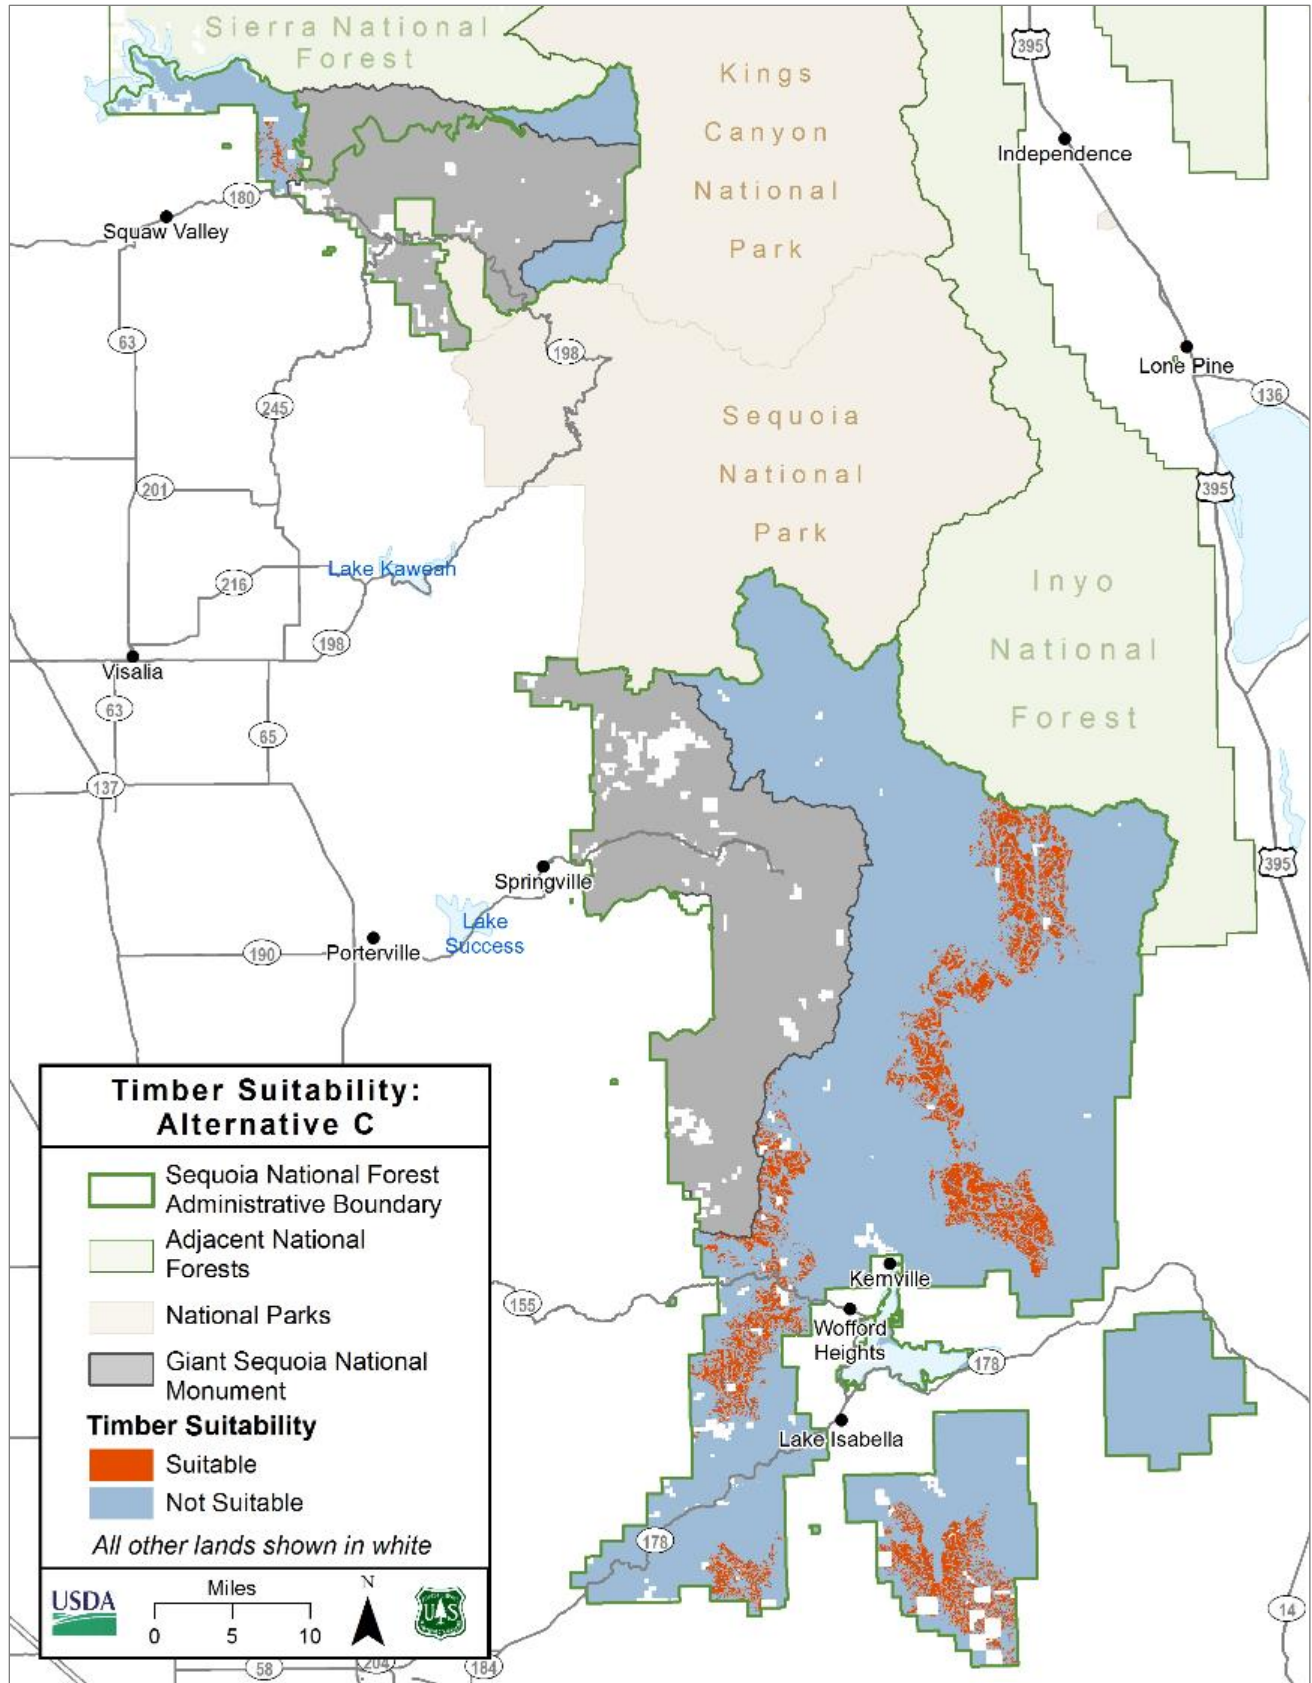 Sierra National
Forest
Kings
Canyon
National
Park
395
Independence
180
Squaw Valley
63
198
Lone Pine
136
245
Sequoia
National
Park
201
395
Lake Kaweah
216
Inyo
National
Forest
198
Visalia
63
65
137
395
Springville
Lake
Success
Porterville
190
Timber Suitability:
Alternative C
Sequoia National Forest
Administrative Boundary
Adjacent National
Forests
National Parks
Giant Sequoia National
Monument
Timber Suitability
Suitable
Not Suitable
All other lands shown in white
USDA
Miles
0 5 10
N
U S
155
Kernville
Wofford
Heights
178
Lake Isabella
178
14
58
204
184